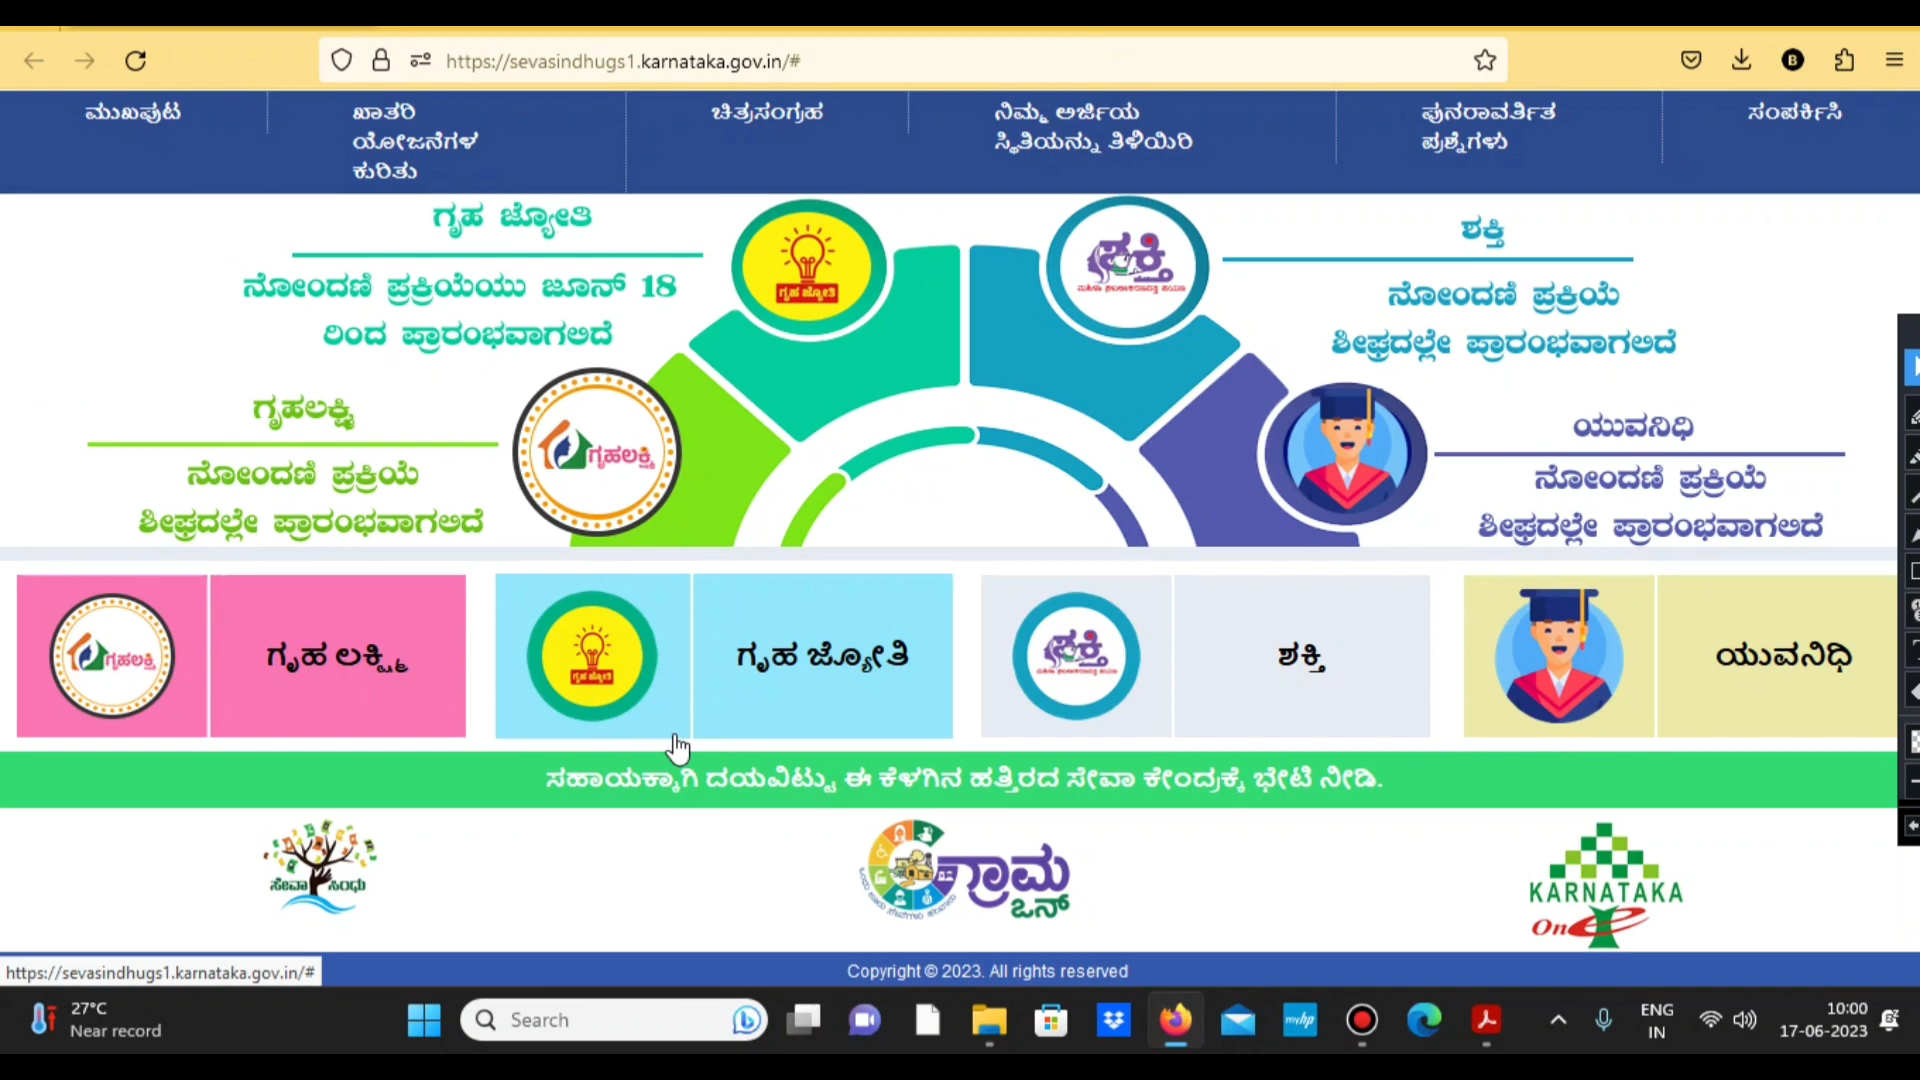 https://sevasindhugs1.karnataka.gov.in/#
ಮುಖಪುಟ
ಖಾತರಿ
ಯೋಜನೆಗಳ
ಕುರಿತು
ಚಿತ್ರಸಂಗ್ರಹ
ನಿಮ್ಮ ಅರ್ಜಿಯ
ಸ್ಥಿತಿಯನ್ನು ತಿಳಿಯಿರಿ
ಪುನರಾವರ್ತಿತ
ಪ್ರಶ್ನೆಗಳು
ಸಂಪರ್ಕಿಸಿ
ಗೃಹ ಜ್ಯೋತಿ
ನೋಂದಣಿ ಪ್ರಕ್ರಿಯೆಯು ಜೂನ್ 18
ರಿಂದ ಪ್ರಾರಂಭವಾಗಲಿದೆ
ಗೃಹ ಜ್ಯೋತಿ
ಶಕ್ತಿ
ಶಕ್ತಿ
ನೋಂದಣಿ ಪ್ರಕ್ರಿಯೆ
ಶೀಘ್ರದಲ್ಲೇ ಪ್ರಾರಂಭವಾಗಲಿದೆ
ಗೃಹಲಕ್ಷ್ಮಿ
ನೋಂದಣಿ ಪ್ರಕ್ರಿಯೆ
ಶೀಘ್ರದಲ್ಲೇ ಪ್ರಾರಂಭವಾಗಲಿದೆ
ಗೃಹಲಕ್ಷ್ಮಿ
ಯುವನಿಧಿ
ನೋಂದಣಿ ಪ್ರಕ್ರಿಯೆ
ಶೀಘ್ರದಲ್ಲೇ ಪ್ರಾರಂಭವಾಗಲಿದೆ
ಗೃಹಲಕ್ಷ್ಮಿ
ಗೃಹ ಲಕ್ಷ್ಮಿ
ಗೃಹ ಜ್ಯೋತಿ
ಗೃಹ ಜ್ಯೋತಿ
ಶಕ್ತಿ
ಶಕ್ತಿ
ಯುವನಿಧಿ
ಸಹಾಯಕ್ಕಾಗಿ ದಯವಿಟ್ಟು ಈ ಕೆಳಗಿನ ಹತ್ತಿರದ ಸೇವಾ ಕೇಂದ್ರಕ್ಕೆ ಭೇಟಿ ನೀಡಿ.
ಸೇವಾ ಸಿಂಧು
ಗ್ರಾಮ
ಒನ್
KARNATAKA
One
https://sevasindhugs1.karnataka.gov.in/#
Copyright © 2023. All rights reserved
27°C
Near record
Search
myhp
ENG
IN
10:00
17-06-2023